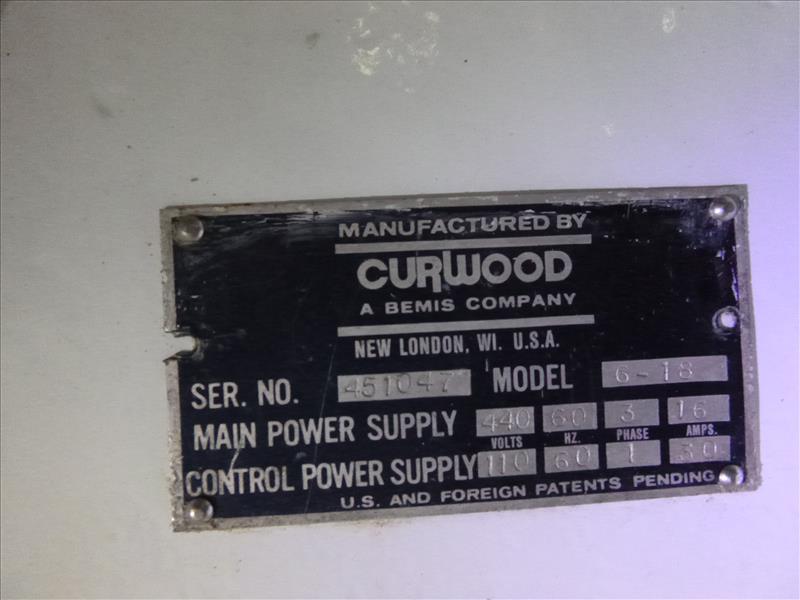 MANUFACTURED BY
CURWOOD
A BEMIS COMPANY
NEW LONDON, WI. U.S.A.
SER. NO. 451047 MODEL 6-18
MAIN POWER SUPPLY 440 60 3 16
VOLTS HZ. PHASE AMPS.
CONTROL POWER SUPPLY 110 60 1 30
U.S. AND FOREIGN PATENTS PENDING